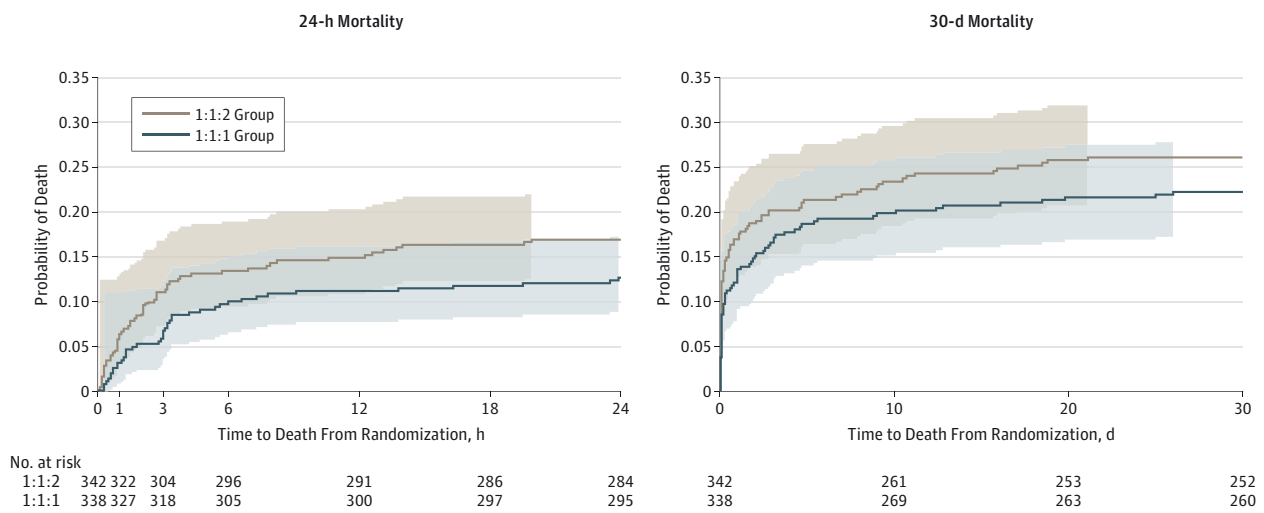 24-h Mortality
0.35
0.30
0.25
0.20
0.15
0.10
0.05
0
Probability of Death
1:1:2 Group
1:1:1 Group
0 1 3 6 12 18 24
Time to Death From Randomization, h
30-d Mortality
0.35
0.30
0.25
0.20
0.15
0.10
0.05
0
Probability of Death
0 10 20 30
Time to Death From Randomization, d
No. at risk
1:1:2 342 322 304 296 291 286 284 342 261 253 252
1:1:1 338 327 318 305 300 297 295 338 269 263 260